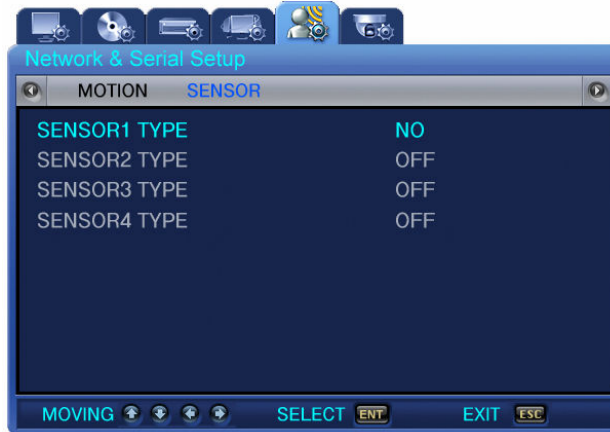 Network & Serial Setup
MOTION SENSOR
SENSOR1 TYPE NO
SENSOR2 TYPE OFF
SENSOR3 TYPE OFF
SENSOR4 TYPE OFF
MOVING SELECT ENT EXIT ESC